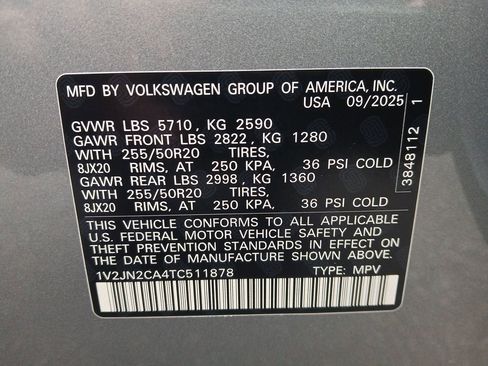 MFD BY VOLKSWAGEN GROUP OF AMERICA, INC.
USA 09/2025
GVWR LBS 5710, KG 2590
GAWR FRONT LBS 2822, KG 1280
WITH 255/50R20 TIRES,
8JX20 RIMS, AT 250 KPA, 36 PSI COLD
GAWR REAR LBS 2998, KG 1360
WITH 255/50R20 TIRES,
8JX20 RIMS, AT 250 KPA, 36 PSI COLD
THIS VEHICLE CONFORMS TO ALL APPLICABLE
U.S. FEDERAL MOTOR VEHICLE SAFETY AND
THEFT PREVENTION STANDARDS IN EFFECT ON
THE DATE OF MANUFACTURE SHOWN ABOVE.
1V2JN2CA4TC511878 TYPE: MPV
3848112 1